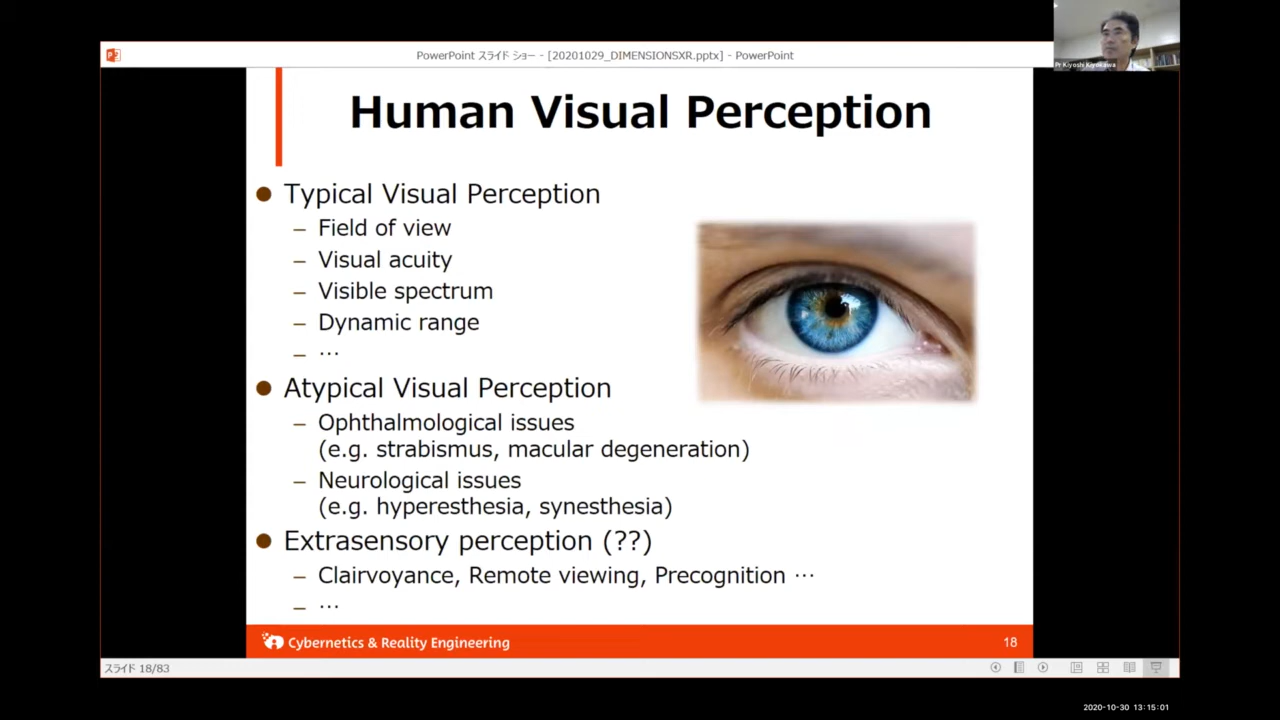 PowerPoint スライド ショー - [20201029_DIMENSIONSXR.pptx] - PowerPoint
Pr Kiyoshi Kiyokawa
Human Visual Perception
● Typical Visual Perception
– Field of view
– Visual acuity
– Visible spectrum
– Dynamic range
– …
● Atypical Visual Perception
– Ophthalmological issues
(e.g. strabismus, macular degeneration)
– Neurological issues
(e.g. hyperesthesia, synesthesia)
● Extrasensory perception (??)
– Clairvoyance, Remote viewing, Precognition …
– …
Cybernetics & Reality Engineering
18
スライド 18/83
2020-10-30 13:15:01